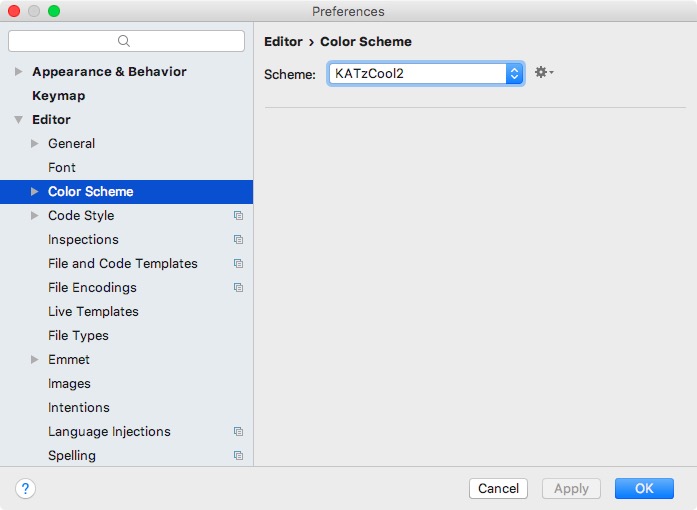 Preferences
Appearance & Behavior
Keymap
Editor
General
Font
Color Scheme
Code Style
Inspections
File and Code Templates
File Encodings
Live Templates
File Types
Emmet
Images
Intentions
Language Injections
Spelling
Editor › Color Scheme
Scheme: KATzCool2
?
Cancel
Apply
OK